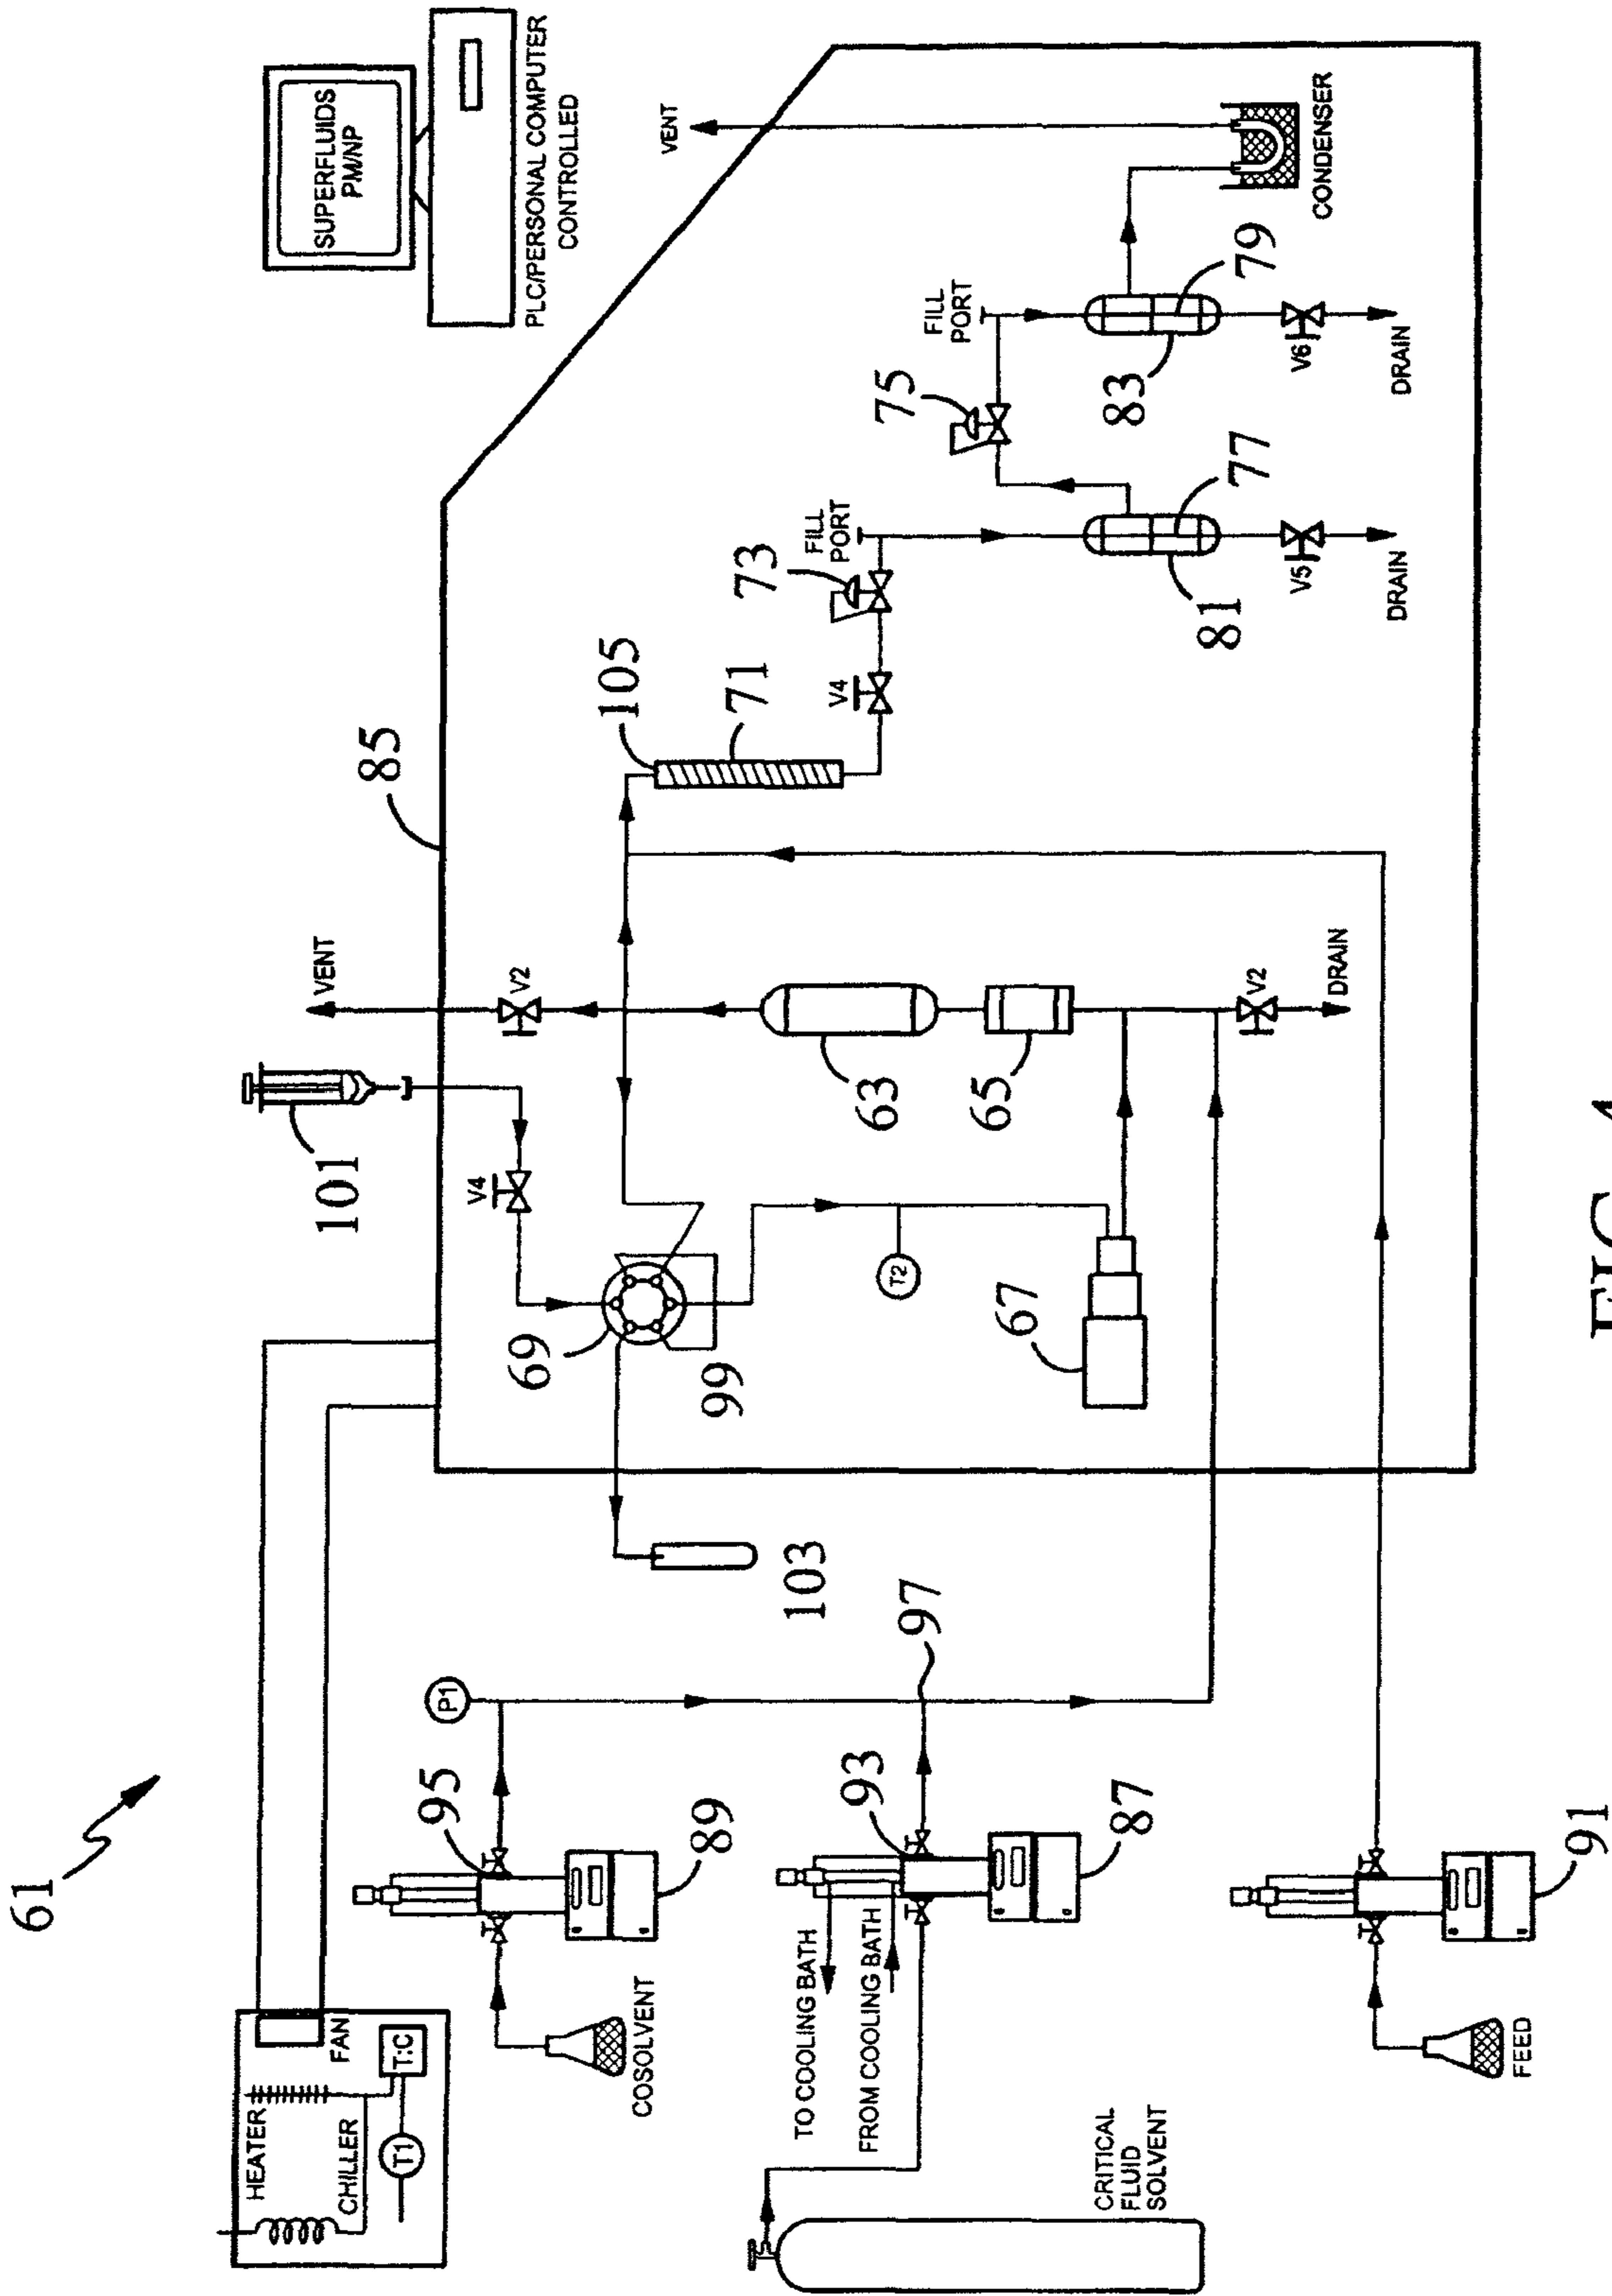 61
HEATER
CHILLER
FAN
T1
T:C
SUPERFLUIDS
PM/NP
PLC/PERSONAL COMPUTER
CONTROLLED
85
101
VENT
V2
V4
69
99
103
T2
67
63
65
V2
DRAIN
105
71
V4
73
FILL
PORT
75
FILL
PORT
VENT
CONDENSER
81
77
V5
DRAIN
83
79
V6
DRAIN
P1
95
89
COSOLVENT
97
93
87
TO COOLING BATH
FROM COOLING BATH
CRITICAL
FLUID
SOLVENT
91
FEED